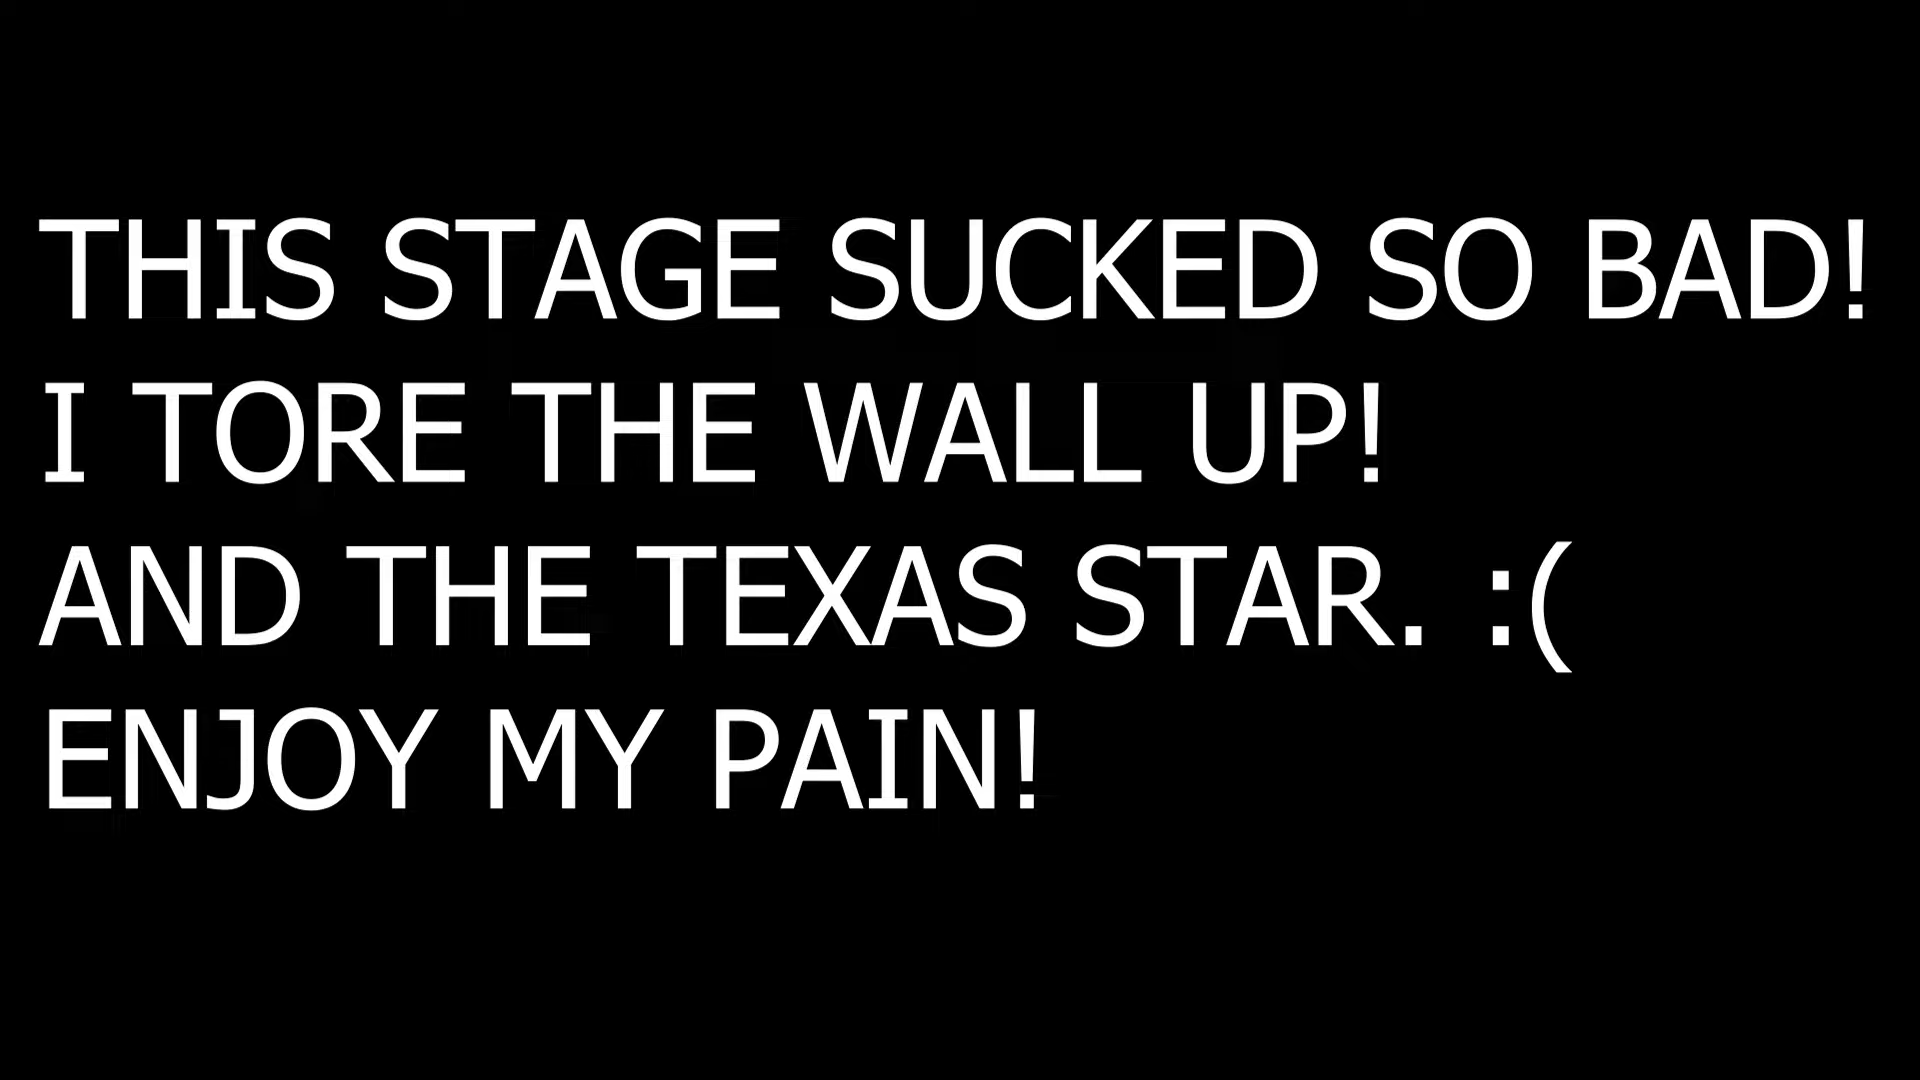 THIS STAGE SUCKED SO BAD!
I TORE THE WALL UP!
AND THE TEXAS STAR. :(
ENJOY MY PAIN!